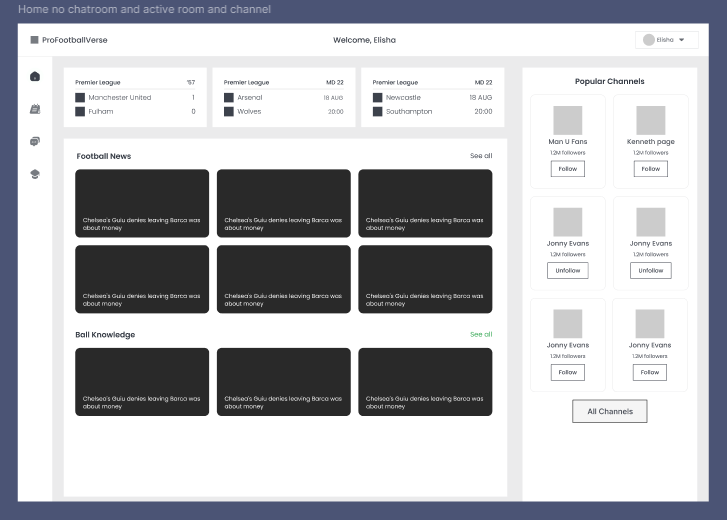 Home no chatroom and active room and channel
ProFootballVerse
Welcome, Elisha
Elisha
Premier League '57
Manchester United 1
Fulham 0
Premier League MD 22
Arsenal 18 AUG
Wolves 20:00
Premier League MD 22
Newcastle 18 AUG
Southampton 20:00
Football News See all
Chelsea's Guiu denies leaving Barca was
about money
Chelsea's Guiu denies leaving Barca was
about money
Chelsea's Guiu denies leaving Barca was
about money
Chelsea's Guiu denies leaving Barca was
about money
Chelsea's Guiu denies leaving Barca was
about money
Chelsea's Guiu denies leaving Barca was
about money
Ball Knowledge See all
Chelsea's Guiu denies leaving Barca was
about money
Chelsea's Guiu denies leaving Barca was
about money
Chelsea's Guiu denies leaving Barca was
about money
Popular Channels
Man U Fans
1.2M followers
Follow
Kenneth page
1.2M followers
Follow
Jonny Evans
1.2M followers
Unfollow
Jonny Evans
1.2M followers
Unfollow
Jonny Evans
1.2M followers
Follow
Jonny Evans
1.2M followers
Follow
All Channels